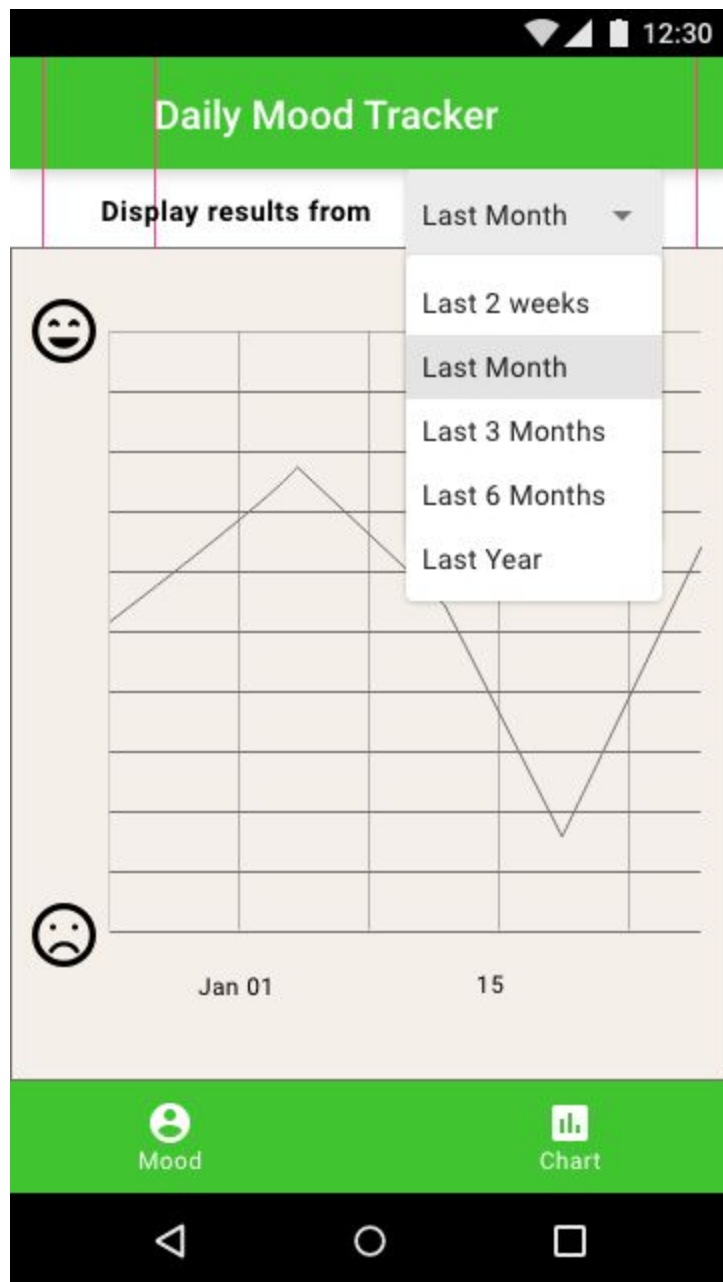 12:30
Daily Mood Tracker
Display results from
Last Month
Last 2 weeks
Last Month
Last 3 Months
Last 6 Months
Last Year
Jan 01
15
Mood
Chart